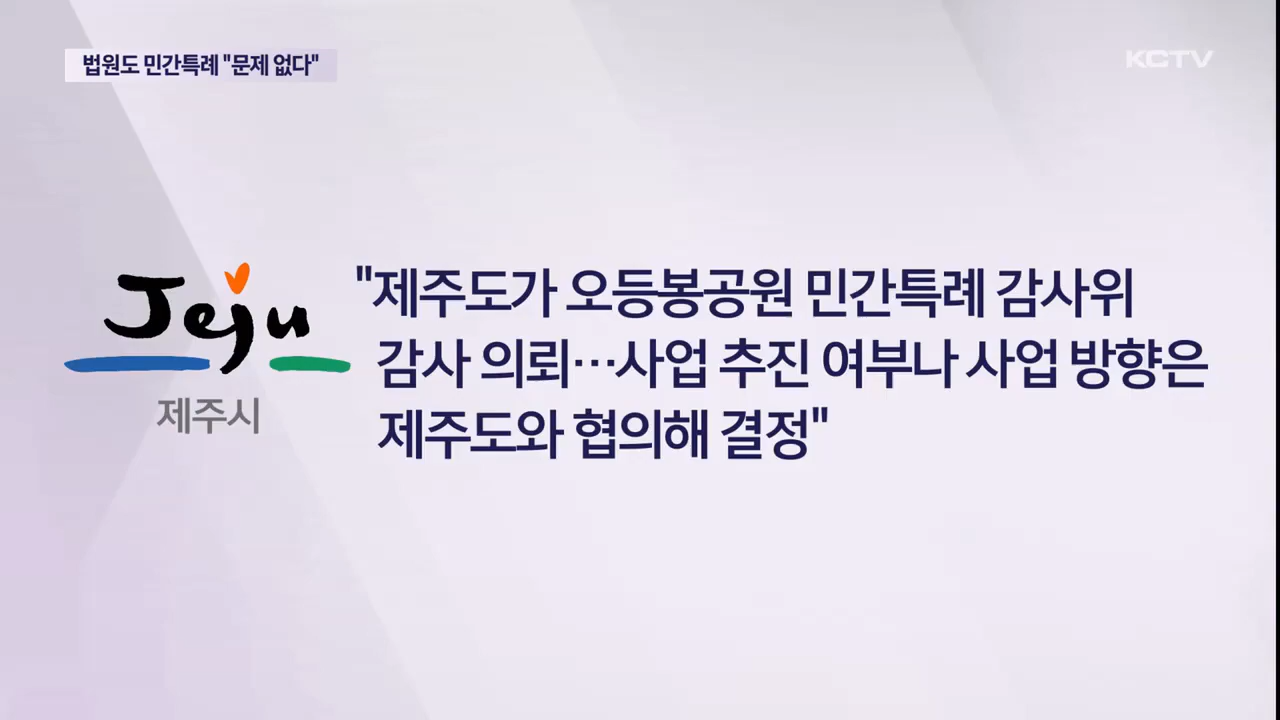 법원도 민간특례 "문제 없다"
KCTV
Jeju
제주시
"제주도가 오등봉공원 민간특례 감사위
감사 의뢰…사업 추진 여부나 사업 방향은
제주도와 협의해 결정"